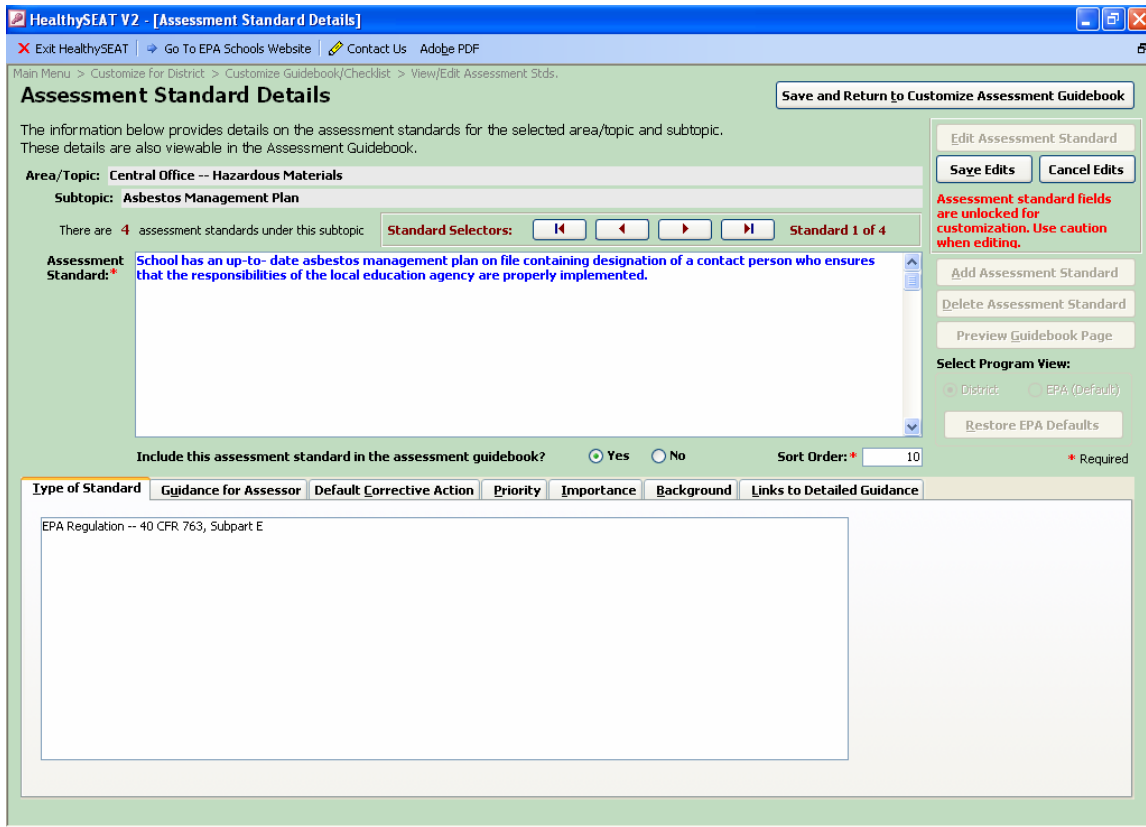 HealthySEAT V2 - [Assessment Standard Details]
Exit HealthySEAT Go To EPA Schools Website Contact Us Adobe PDF
Main Menu > Customize for District > Customize Guidebook/Checklist > View/Edit Assessment Stds.
Assessment Standard Details
Save and Return to Customize Assessment Guidebook
The information below provides details on the assessment standards for the selected area/topic and subtopic.
These details are also viewable in the Assessment Guidebook.
Edit Assessment Standard
Area/Topic: Central Office -- Hazardous Materials
Save Edits Cancel Edits
Subtopic: Asbestos Management Plan
Assessment standard fields
are unlocked for
customization. Use caution
when editing.
There are 4 assessment standards under this subtopic Standard Selectors: Standard 1 of 4
Assessment
Standard:*
School has an up-to- date asbestos management plan on file containing designation of a contact person who ensures
that the responsibilities of the local education agency are properly implemented.
Add Assessment Standard
Delete Assessment Standard
Preview Guidebook Page
Select Program View:
District EPA (Default)
Restore EPA Defaults
Include this assessment standard in the assessment guidebook? Yes No Sort Order:* 10
* Required
Type of Standard Guidance for Assessor Default Corrective Action Priority Importance Background Links to Detailed Guidance
EPA Regulation -- 40 CFR 763, Subpart E